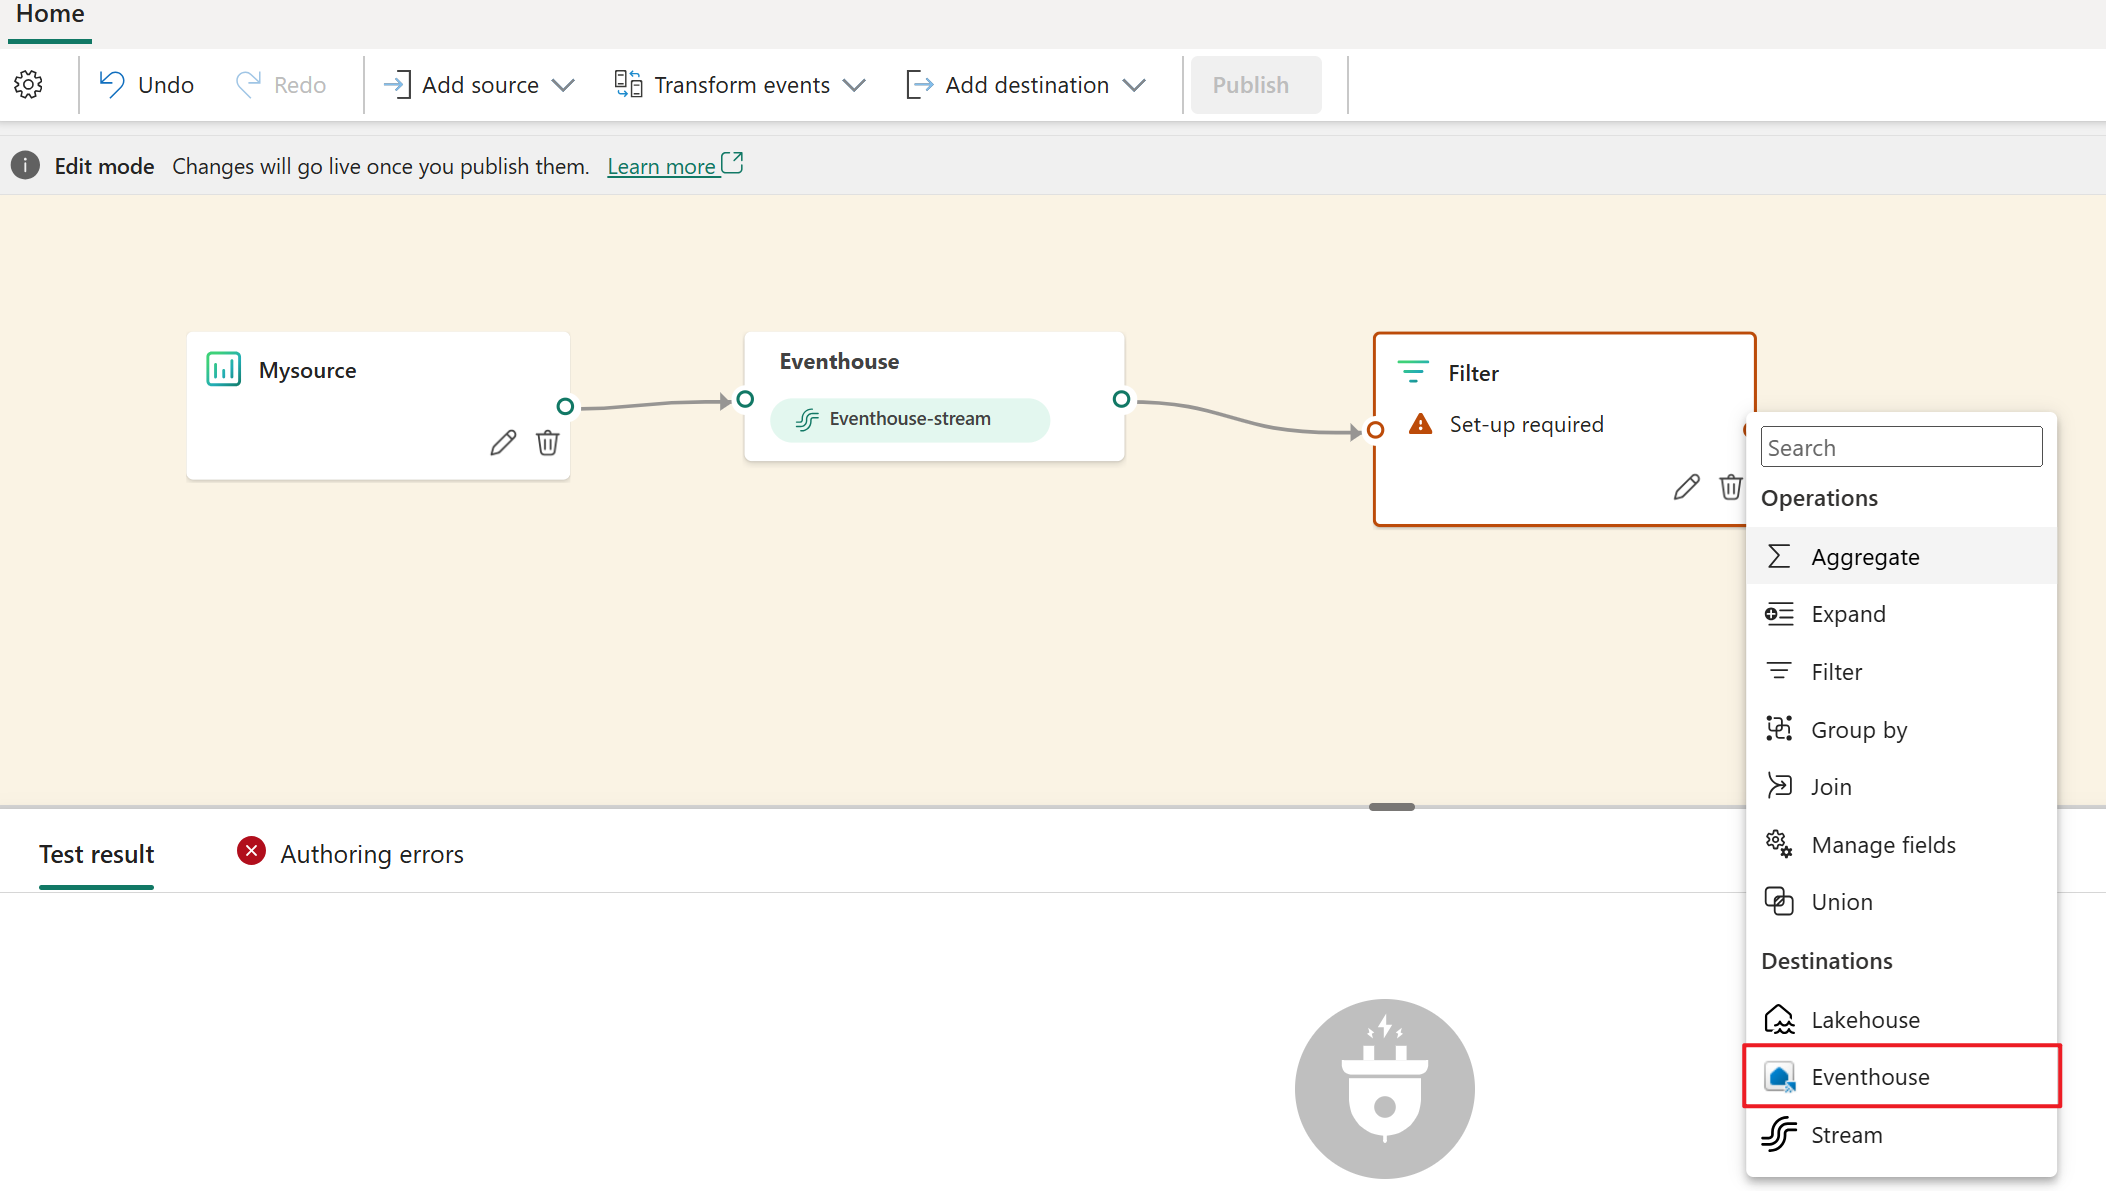 Home
Undo
Redo
Add source
Transform events
Add destination
Publish
Edit mode Changes will go live once you publish them. Learn more
Mysource
Eventhouse
Eventhouse-stream
Filter
Set-up required
Search
Operations
Aggregate
Expand
Filter
Group by
Join
Manage fields
Union
Destinations
Lakehouse
Eventhouse
Stream
Test result
Authoring errors